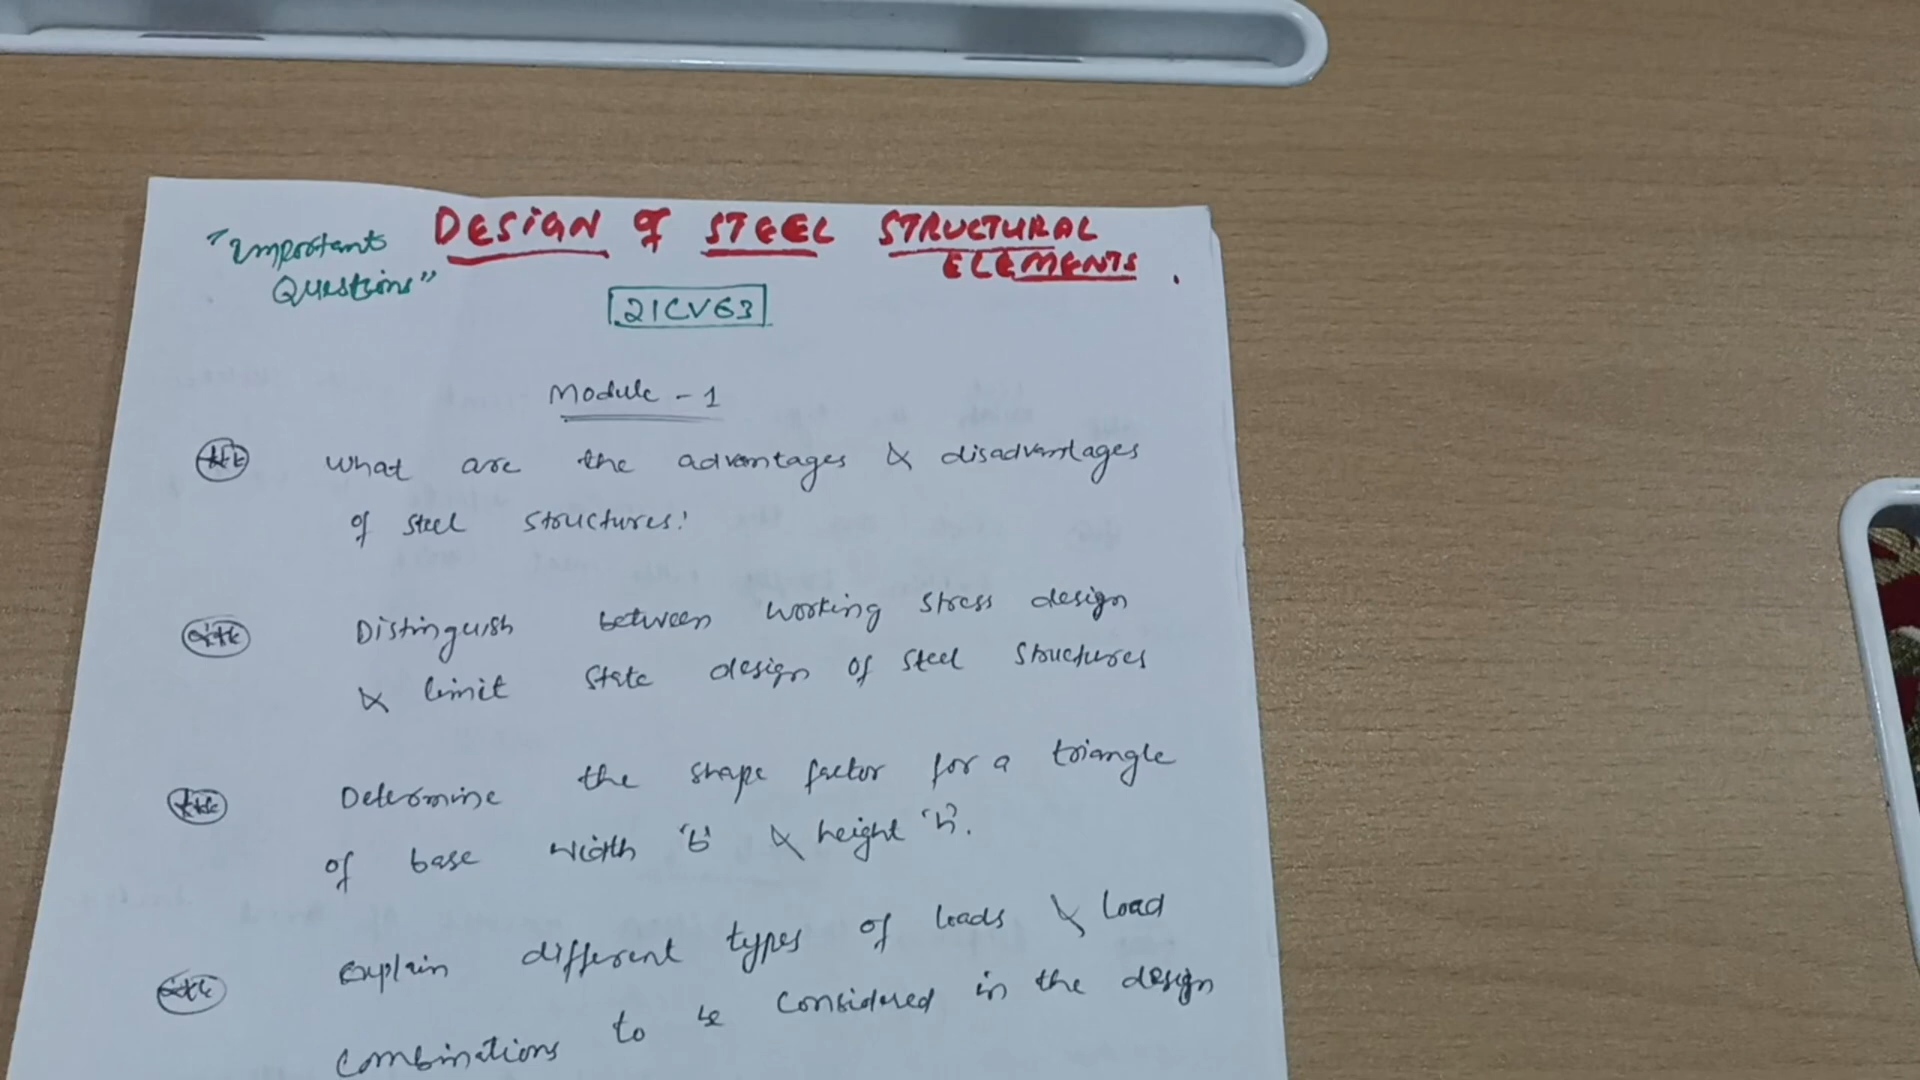 "Importants DESIGN of STEEL STRUCTURAL
Questions" ELEMENTS.
21CV63
Module - 1
What are the advantages & disadvantages
of steel structures!
Distinguish between working stress design
& limit state design of steel structures
Determine the shape factor for a triangle
of base width 'b' & height 'h'.
Explain different types of loads & load
combinations to be considered in the design